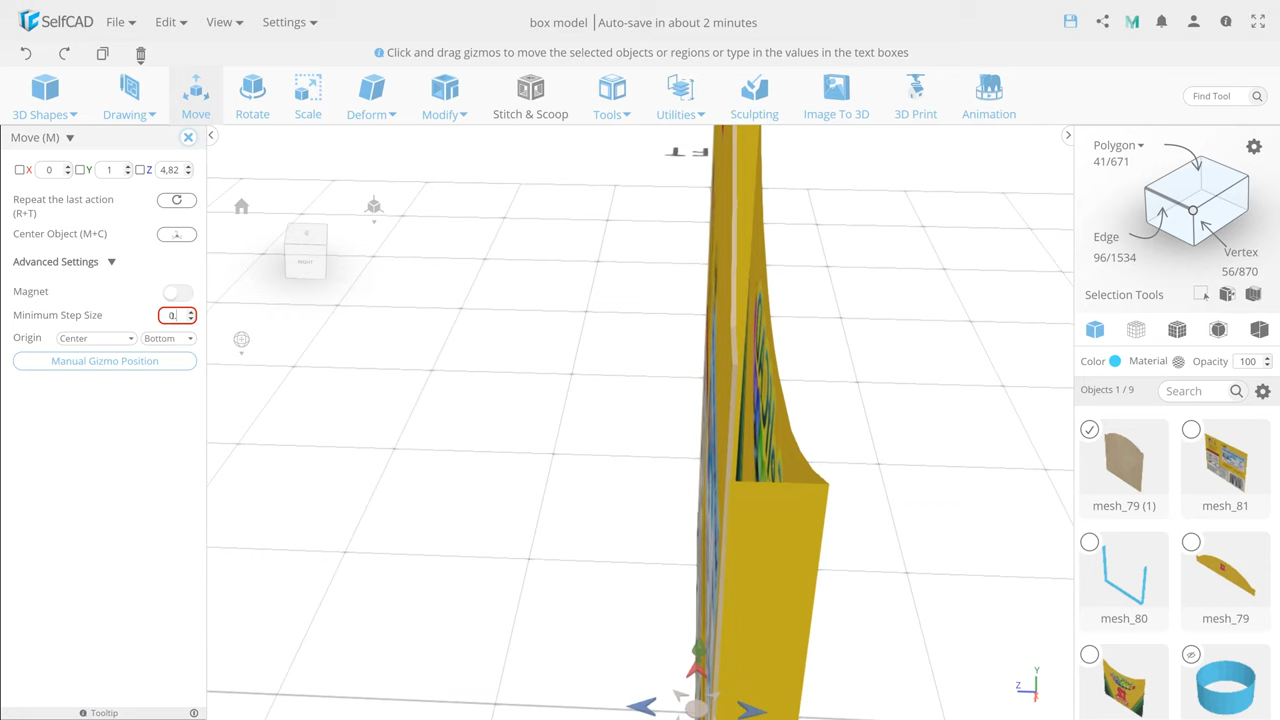 SelfCAD File Edit View Settings box model Auto-save in about 2 minutes
Click and drag gizmos to move the selected objects or regions or type in the values in the text boxes
3D Shapes Drawing Move Rotate Scale Deform Modify Stitch & Scoop Tools Utilities Sculpting Image To 3D 3D Print Animation Find Tool
Move (M)
X 0 Y 1 Z 4,82
Repeat the last action
(R+T)
Center Object (M+C)
Advanced Settings
Magnet
Minimum Step Size 0.
Origin Center Bottom
Manual Gizmo Position
Tooltip
RIGHT
Z Y
Polygon
41/671
Edge
96/1534
Vertex
56/870
Selection Tools
Color Material Opacity 100
Objects 1 / 9 Search
mesh_79 (1) mesh_81
mesh_80 mesh_79